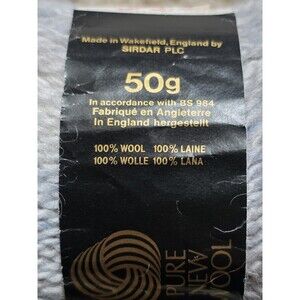 Made in Wakefield, England by
SIRDAR PLC
50g
In accordance with BS 984
Fabriqué en Angleterre
In England hergestellt
100% WOOL 100% LAINE
100% WOLLE 100% LANA
PURE
NEW
WOOL